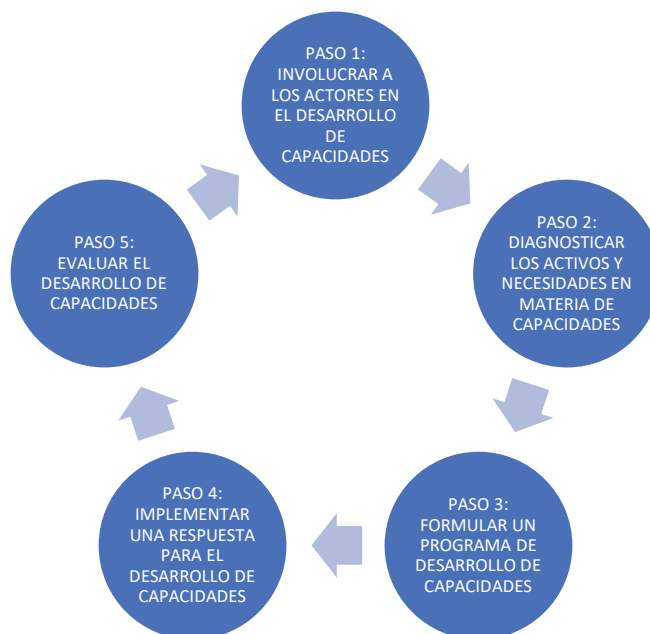 PASO 1:
INVOLUCRAR A
LOS ACTORES EN
EL DESARROLLO
DE
CAPACIDADES
PASO 2:
DIAGNOSTICAR
LOS ACTIVOS Y
NECESIDADES EN
MATERIA DE
CAPACIDADES
PASO 3:
FORMULAR UN
PROGRAMA DE
DESARROLLO DE
CAPACIDADES
PASO 4:
IMPLEMENTAR
UNA RESPUESTA
PARA EL
DESARROLLO DE
CAPACIDADES
PASO 5:
EVALUAR EL
DESARROLLO DE
CAPACIDADES